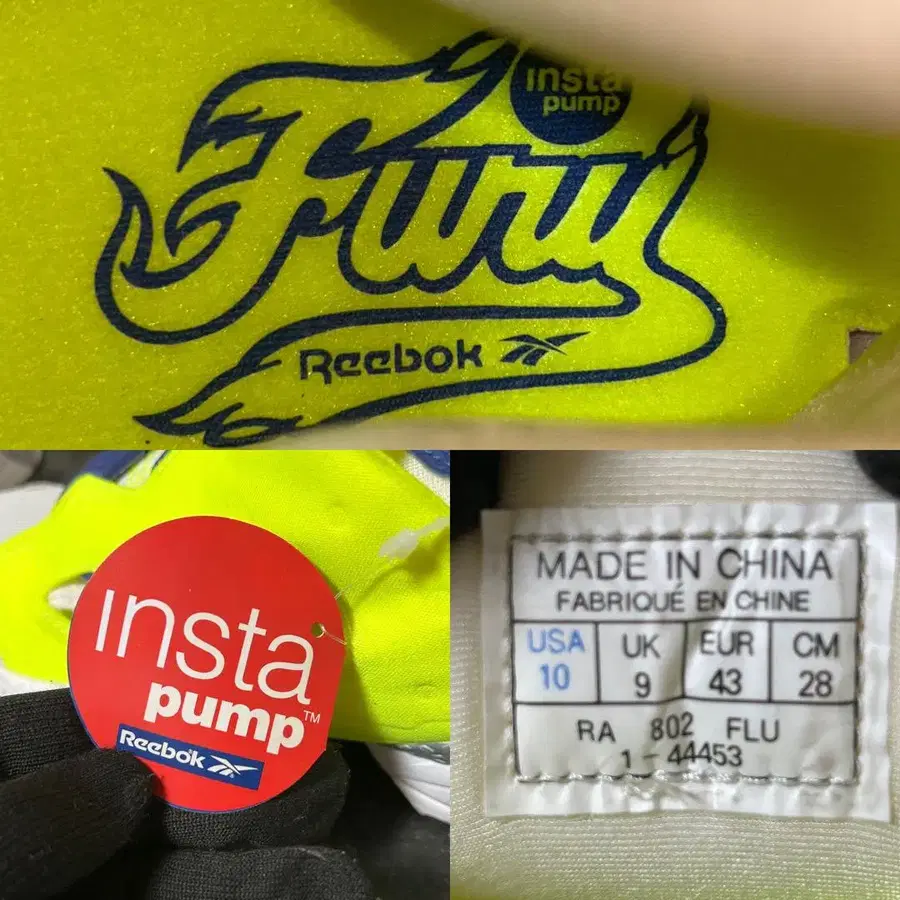 insta
pump
Fury
Reebok
insta
pump™
Reebok
MADE IN CHINA
FABRIQUÉ EN CHINE
USA UK EUR CM
10 9 43 28
RA 802 FLU
1-44453